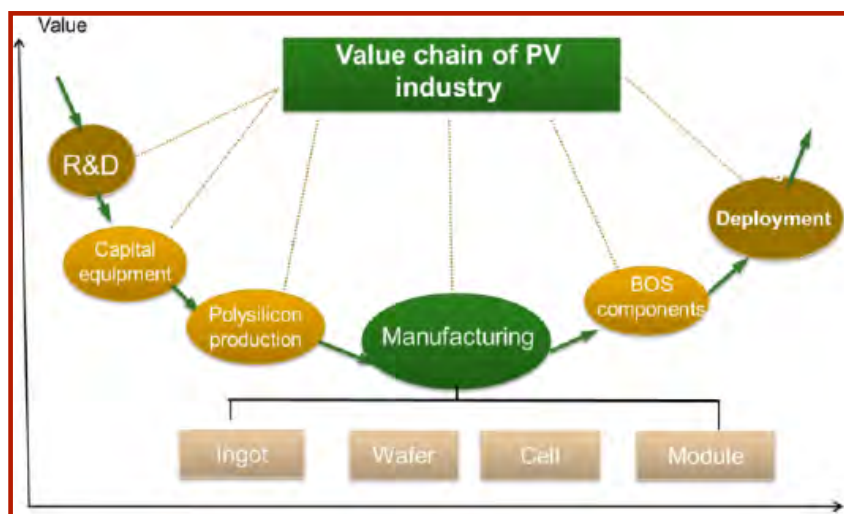 Value
Value chain of PV
industry
R&D
Capital
equipment
Polysilicon
production
Manufacturing
BOS
components
Deployment
Ingot
Wafer
Cell
Module